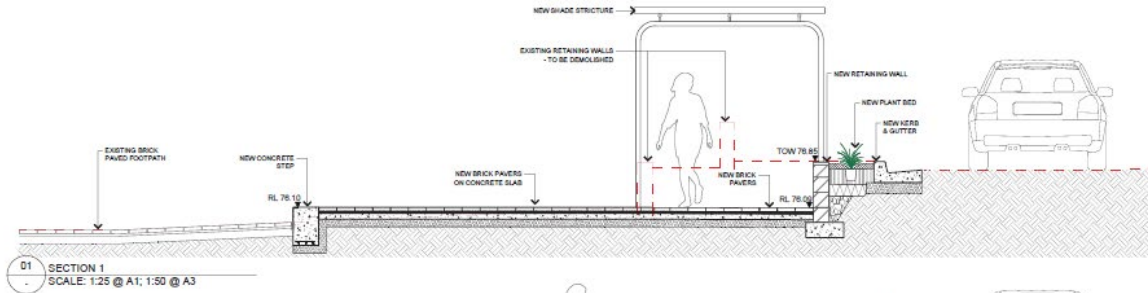 NEW SHADE STRICTURE
EXISTING RETAINING WALLS
- TO BE DEMOLISHED
NEW RETAINING WALL
NEW PLANT BED
NEW KERB
& GUTTER
EXISTING BRICK
PAVED FOOTPATH
NEW CONCRETE
STEP
TOW 76.85
NEW BRICK PAVERS
ON CONCRETE SLAB
NEW BRICK
PAVERS
RL 76.10
RL 76.09
01
-
SECTION 1
SCALE: 1:25 @ A1; 1:50 @ A3